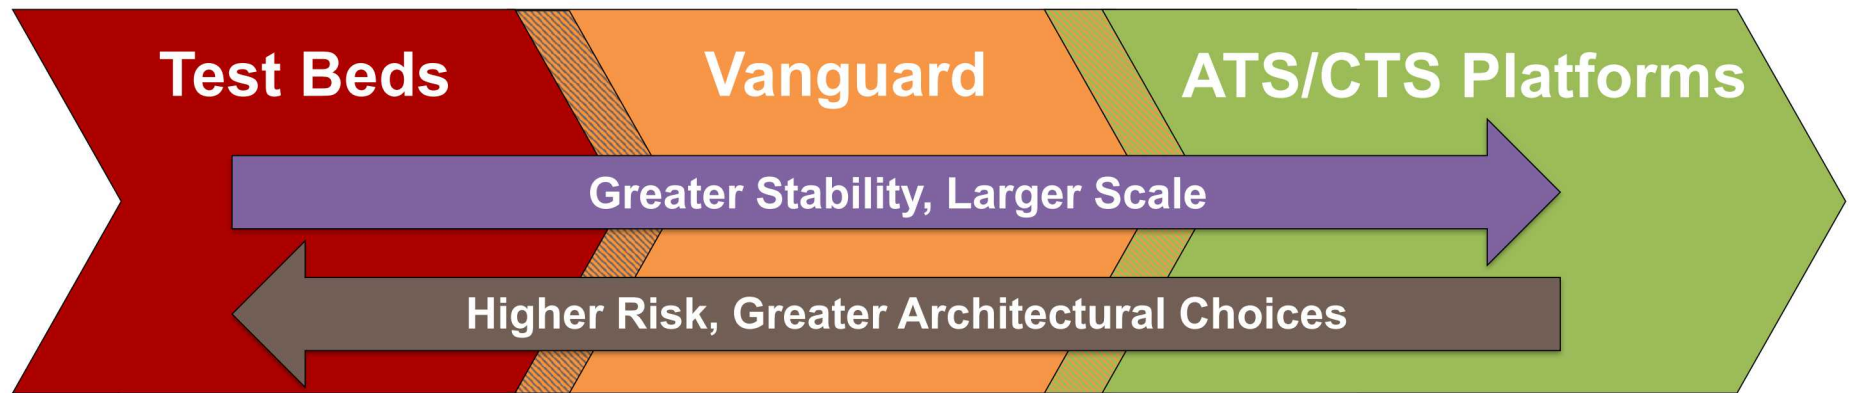 Test Beds
Vanguard
ATS/CTS Platforms
Greater Stability, Larger Scale
Higher Risk, Greater Architectural Choices